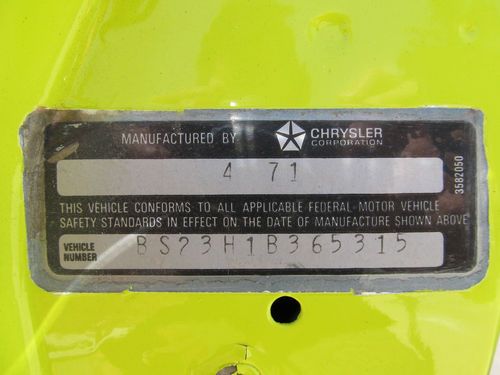 MANUFACTURED BY CHRYSLER
CORPORATION
4 71
3582050
THIS VEHICLE CONFORMS TO ALL APPLICABLE FEDERAL MOTOR VEHICLE
SAFETY STANDARDS IN EFFECT ON THE DATE OF MANUFACTURE SHOWN ABOVE
VEHICLE
NUMBER
BS23H1B365315